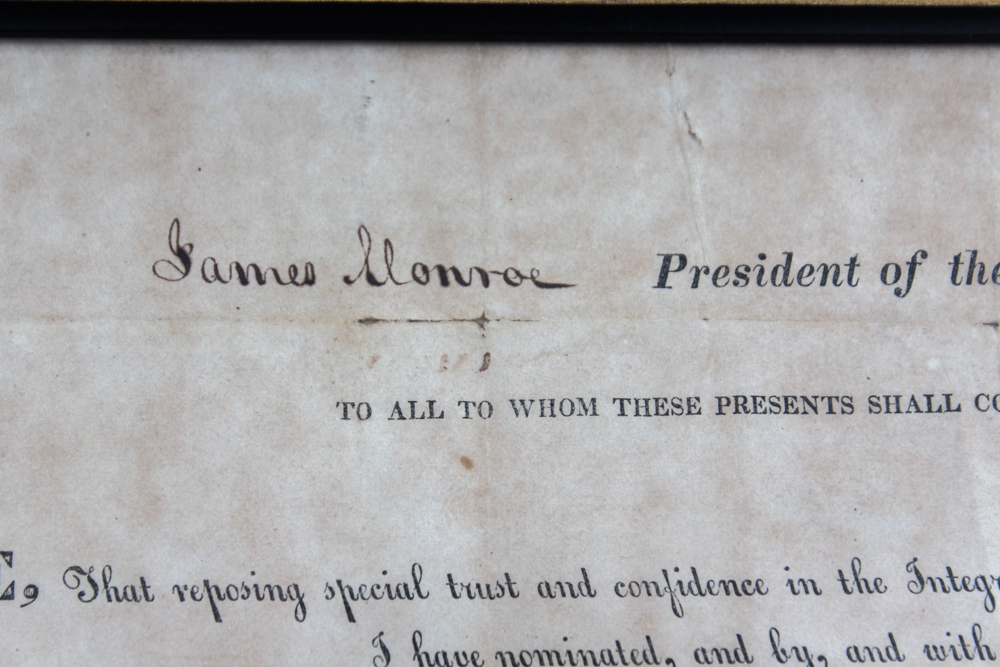 James Monroe President of the
TO ALL TO WHOM THESE PRESENTS SHALL CO
E, That reposing special trust and confidence in the Integr
I have nominated, and by, and with